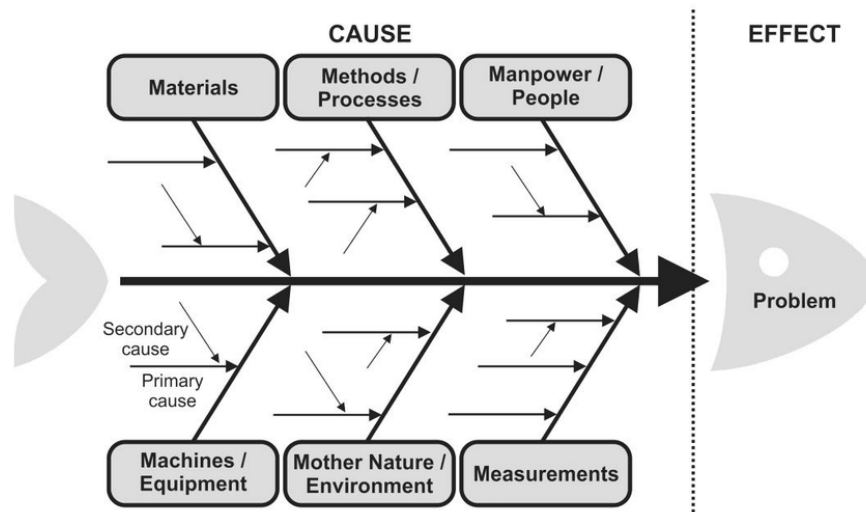 CAUSE
EFFECT
Materials
Methods /
Processes
Manpower /
People
Problem
Secondary
cause
Primary
cause
Machines /
Equipment
Mother Nature /
Environment
Measurements